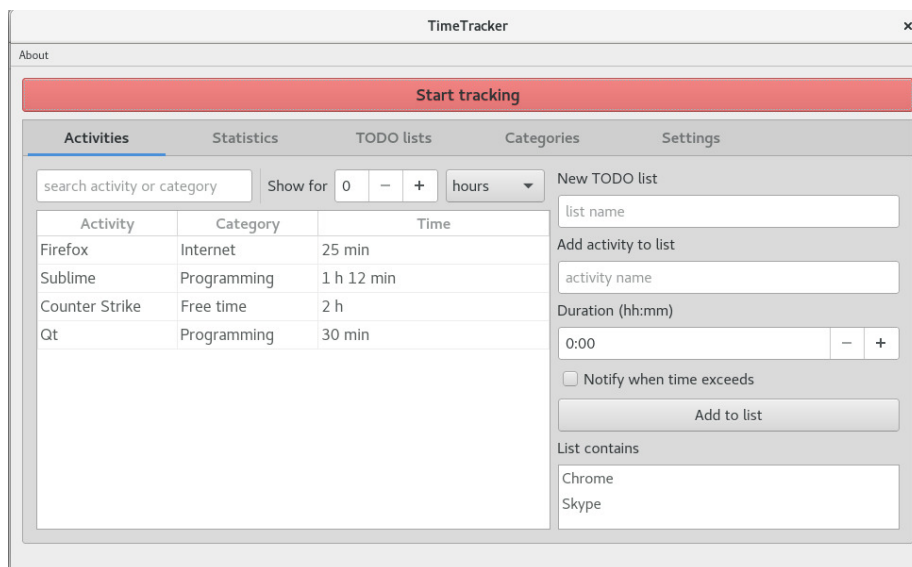 TimeTracker ×
About
Start tracking
Activities Statistics TODO lists Categories Settings
search activity or category Show for 0 − + hours
Activity Category Time
Firefox Internet 25 min
Sublime Programming 1 h 12 min
Counter Strike Free time 2 h
Qt Programming 30 min
New TODO list
list name
Add activity to list
activity name
Duration (hh:mm)
0:00 − +
Notify when time exceeds
Add to list
List contains
Chrome
Skype